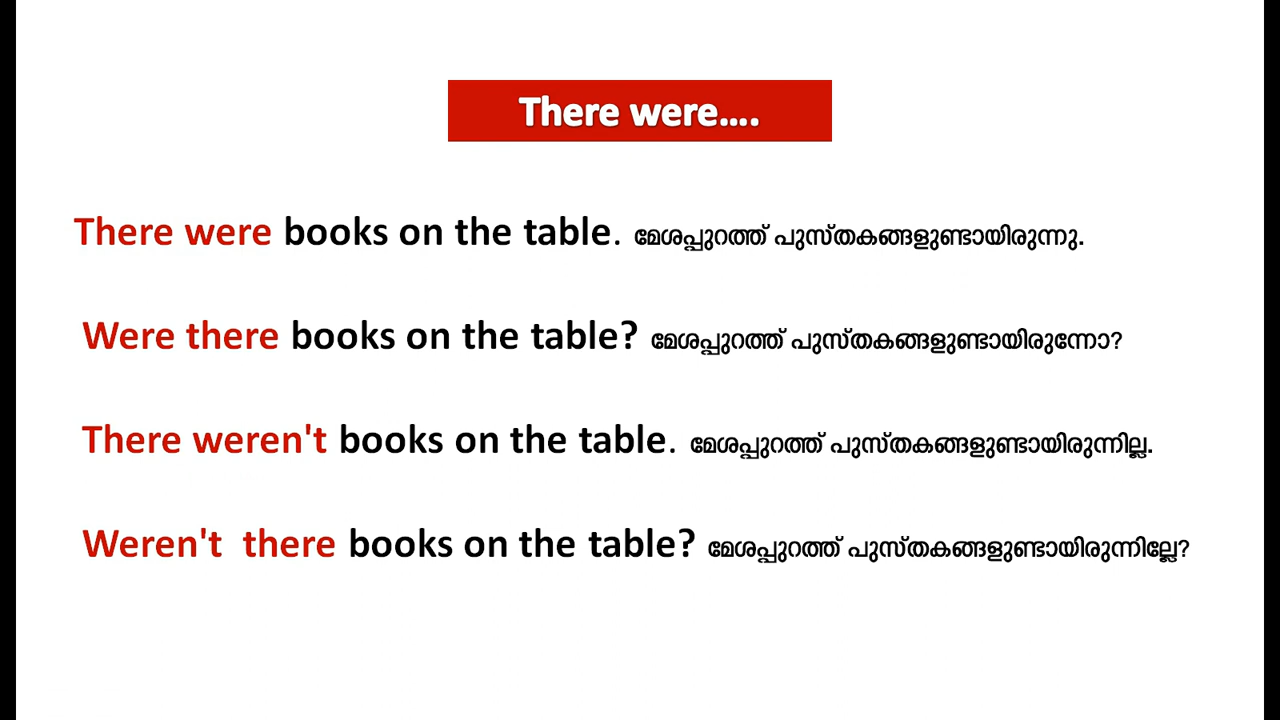 There were....
There were books on the table. മേശപ്പുറത്ത് പുസ്തകങ്ങളുണ്ടായിരുന്നു.
Were there books on the table? മേശപ്പുറത്ത് പുസ്തകങ്ങളുണ്ടായിരുന്നോ?
There weren't books on the table. മേശപ്പുറത്ത് പുസ്തകങ്ങളുണ്ടായിരുന്നില്ല.
Weren't there books on the table? മേശപ്പുറത്ത് പുസ്തകങ്ങളുണ്ടായിരുന്നില്ലേ?